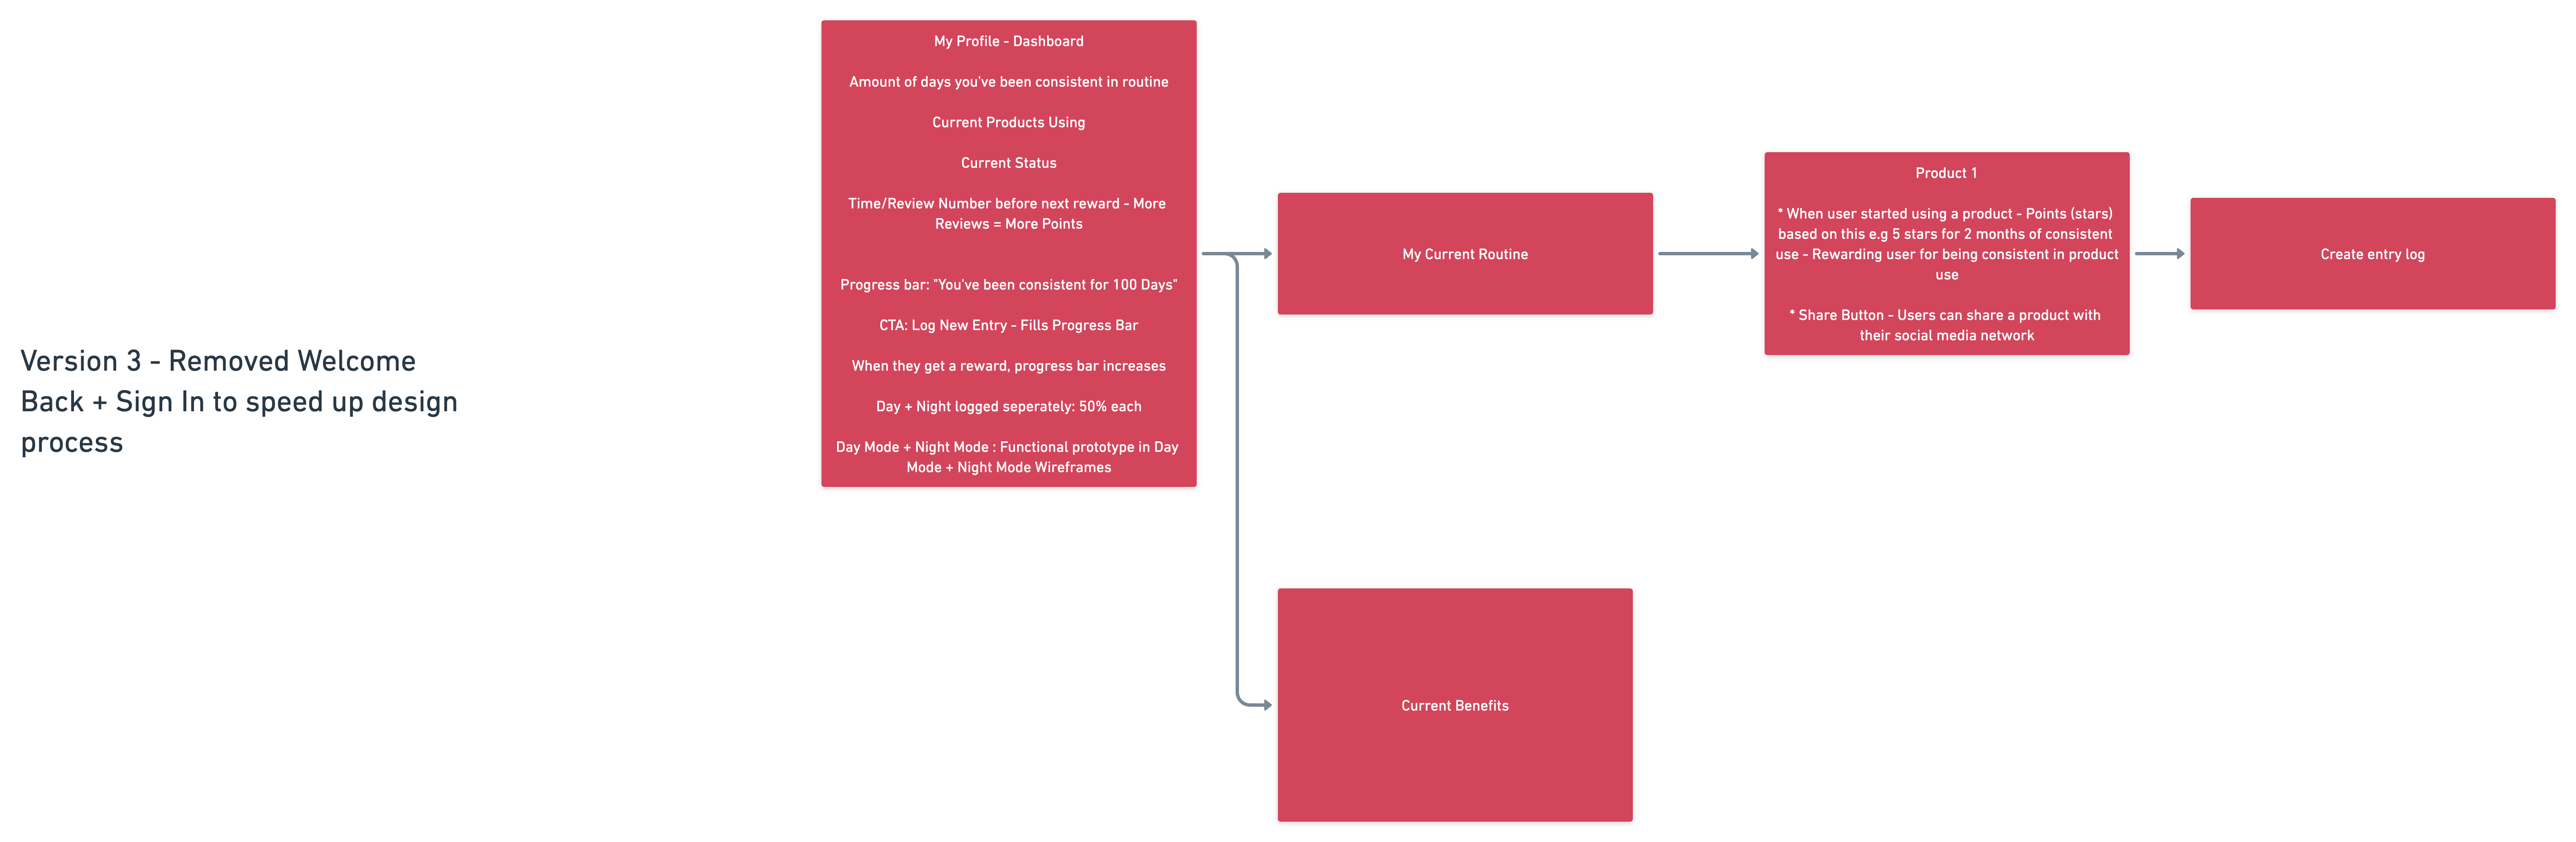 Version 3 - Removed Welcome
Back + Sign In to speed up design
process
My Profile - Dashboard
Amount of days you've been consistent in routine
Current Products Using
Current Status
Time/Review Number before next reward - More
Reviews = More Points
Progress bar: "You've been consistent for 100 Days"
CTA: Log New Entry - Fills Progress Bar
When they get a reward, progress bar increases
Day + Night logged seperately: 50% each
Day Mode + Night Mode : Functional prototype in Day
Mode + Night Mode Wireframes
My Current Routine
Product 1
* When user started using a product - Points (stars)
based on this e.g 5 stars for 2 months of consistent
use - Rewarding user for being consistent in product
use
* Share Button - Users can share a product with
their social media network
Create entry log
Current Benefits